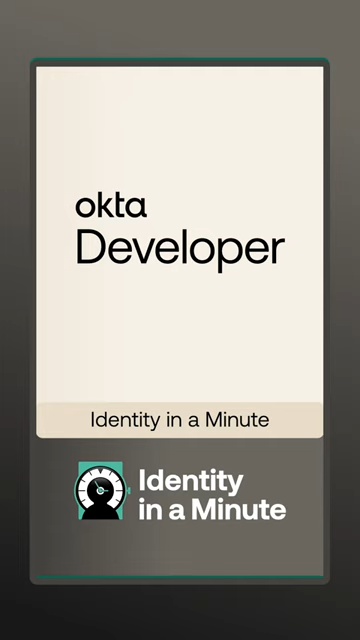 okta
Developer
Identity in a Minute
Identity
in a Minute